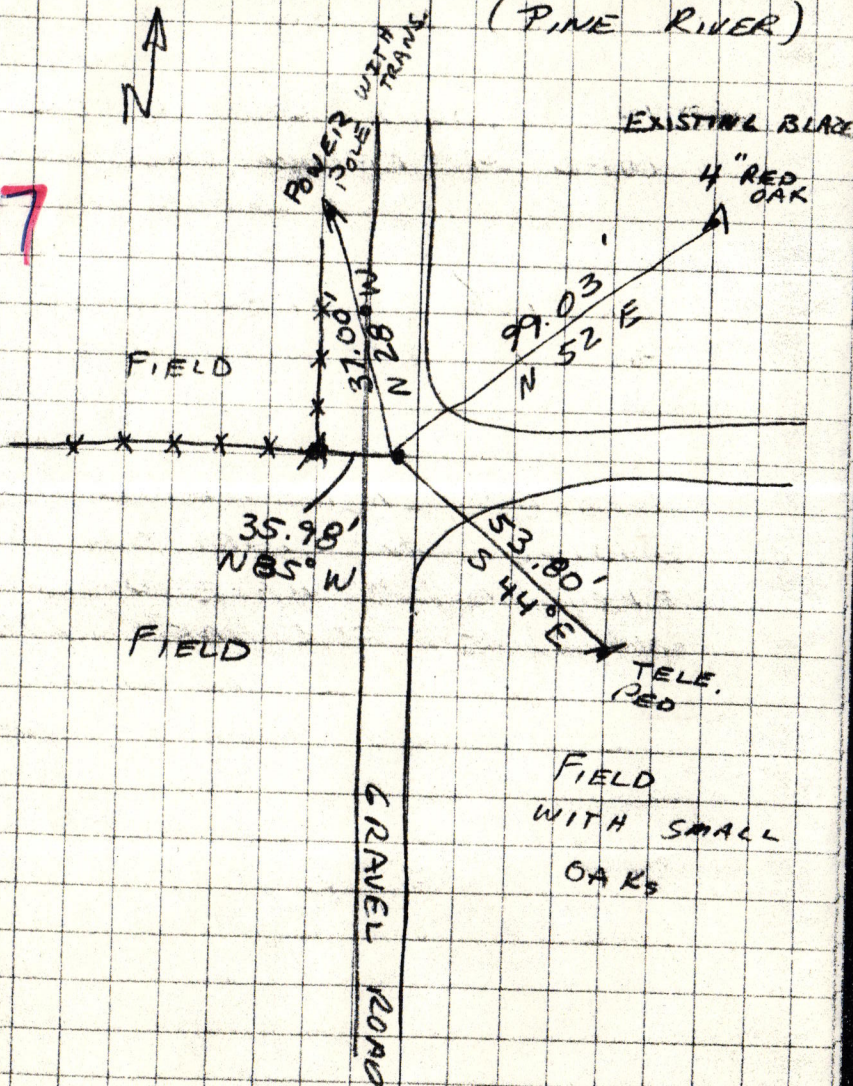 (PINE RIVER)
N
POWER POLE WITH TRANS.
EXISTING BLAZE
4" RED
OAK
7
37.00'
N 28° W
99.03'
N 52 E
FIELD
35.98'
N85° W
53.80'
S 44° E
FIELD
TELE.
PED
FIELD
WITH SMALL
OAKs
GRAVEL ROAD